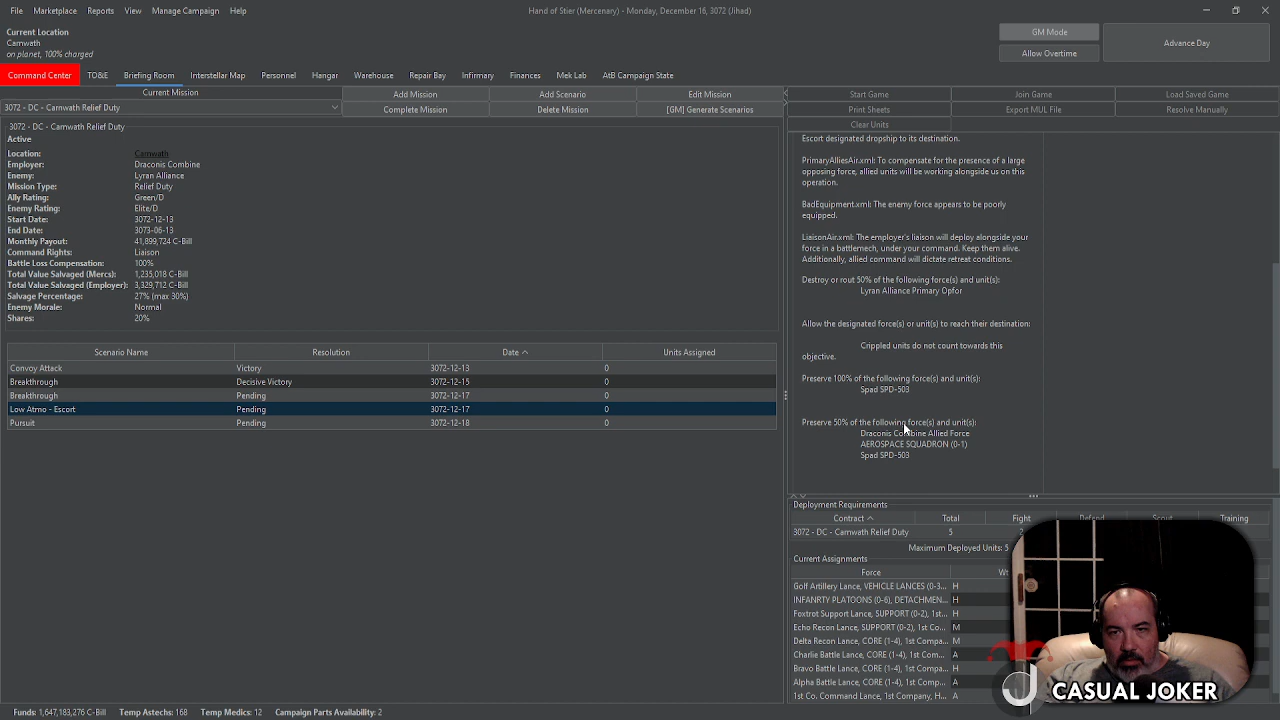 File Marketplace Reports View Manage Campaign Help
Hand of Stier (Mercenary) - Monday, December 16, 3072 (Jihad)
Current Location
Carnwath
on planet, 100% charged
GM Mode
Allow Overtime
Advance Day
Command Center TO&E Briefing Room Interstellar Map Personnel Hangar Warehouse Repair Bay Infirmary Finances Mek Lab AtB Campaign State
Current Mission
3072 - DC - Carnwath Relief Duty
Add Mission Add Scenario Edit Mission
Complete Mission Delete Mission [GM] Generate Scenarios
Start Game Join Game Load Saved Game
Print Sheets Export MUL File Resolve Manually
Clear Units
3072 - DC - Carnwath Relief Duty
Active
Location: Carnwath
Employer: Draconis Combine
Enemy: Lyran Alliance
Mission Type: Relief Duty
Ally Rating: Green/D
Enemy Rating: Elite/D
Start Date: 3072-12-13
End Date: 3073-06-13
Monthly Payout: 41,899,724 C-Bill
Command Rights: Liaison
Battle Loss Compensation: 100%
Total Value Salvaged (Mercs): 1,235,018 C-Bill
Total Value Salvaged (Employer): 3,329,712 C-Bill
Salvage Percentage: 27% (max 30%)
Enemy Morale: Normal
Shares: 20%
Scenario Name Resolution Date Units Assigned
Convoy Attack Victory 3072-12-13 0
Breakthrough Decisive Victory 3072-12-15 0
Breakthrough Pending 3072-12-17 0
Low Atmo - Escort Pending 3072-12-17 0
Pursuit Pending 3072-12-18 0
Escort designated dropship to its destination.
PrimaryAlliesAir.xml: To compensate for the presence of a large
opposing force, allied units will be working alongside us on this
operation.
BadEquipment.xml: The enemy force appears to be poorly
equipped.
LiaisonAir.xml: The employer's liaison will deploy alongside your
force in a battlemech, under your command. Keep them alive.
Additionally, allied command will dictate retreat conditions.
Destroy or rout 50% of the following force(s) and unit(s):
Lyran Alliance Primary Opfor
Allow the designated force(s) or unit(s) to reach their destination:
Crippled units do not count towards this
objective.
Preserve 100% of the following force(s) and unit(s):
Spad SPD-503
Preserve 50% of the following force(s) and unit(s):
Draconis Combine Allied Force
AEROSPACE SQUADRON (0-1)
Spad SPD-503
Deployment Requirements
Contract Total Fight Defend Scout Training
3072 - DC - Carnwath Relief Duty 5
Maximum Deployed Units: 5
Current Assignments
Force
Golf Artillery Lance, VEHICLE LANCES (0-3... H
INFANRTY PLATOONS (0-6), DETACHMEN... H
Foxtrot Support Lance, SUPPORT (0-2), 1st... H
Echo Recon Lance, SUPPORT (0-2), 1st Co... M
Delta Recon Lance, CORE (1-4), 1st Compa... M
Charlie Battle Lance, CORE (1-4), 1st Com... A
Bravo Battle Lance, CORE (1-4), 1st Comp... H
Alpha Battle Lance, CORE (1-4), 1st Comp... A
1st Co. Command Lance, 1st Company, H... A
CASUAL JOKER
Funds: 1,647,183,276 C-Bill Temp Astechs: 168 Temp Medics: 12 Campaign Parts Availability: 2